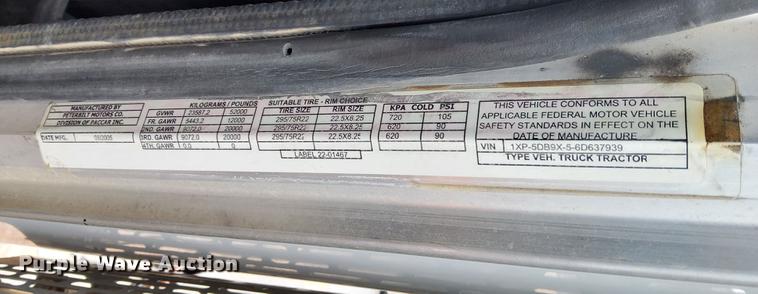 MANUFACTURED BY
PETERBILT MOTORS CO.
DIVISION OF PACCAR INC.
DATE MFG.
KILOGRAMS / POUNDS
GVWR 23587.2 52000
FR. GAWR 5443.2 12000
2ND. GAWR 9072.0 20000
3RD. GAWR 9072.0 20000
4TH. GAWR 0.0 0
SUITABLE TIRE - RIM CHOICE
TIRE SIZE RIM SIZE
295/75R22 22.5X8.25
295/75R22 22.5X8.25
295/75R22 22.5X8.25
LABEL 22-01467
KPA COLD PSI
720 105
620 90
620 90
THIS VEHICLE CONFORMS TO ALL
APPLICABLE FEDERAL MOTOR VEHICLE
SAFETY STANDARDS IN EFFECT ON THE
DATE OF MANUFACTURE
VIN 1XP-5DB9X-5-6D637939
TYPE VEH. TRUCK TRACTOR
Purple Wave Auction